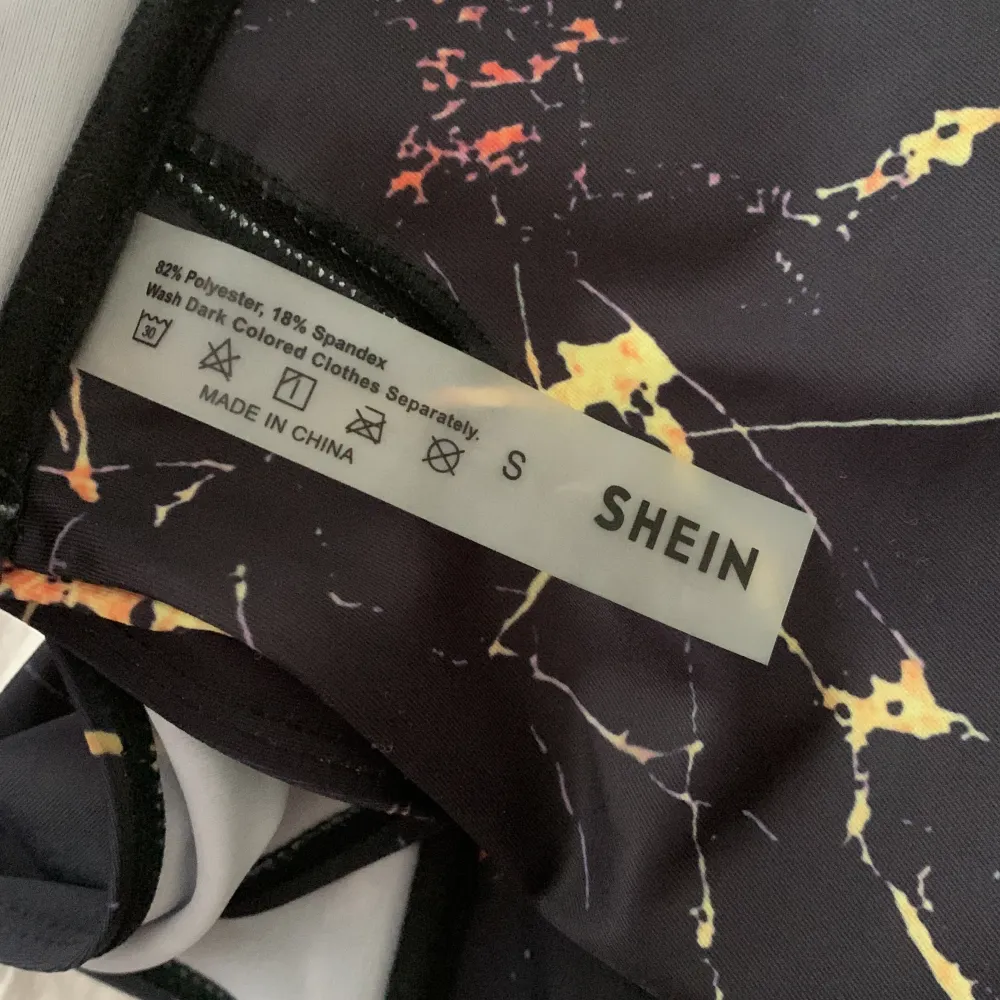 82% Polyester, 18% Spandex
Wash Dark Colored Clothes Separately.
30
MADE IN CHINA
S
SHEIN